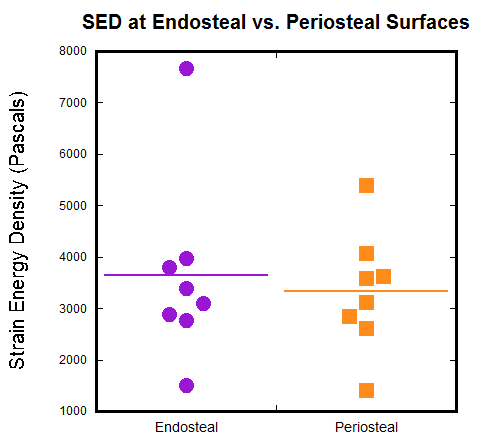 SED at Endosteal vs. Periosteal Surfaces
Strain Energy Density (Pascals)
8000
7000
6000
5000
4000
3000
2000
1000
Endosteal
Periosteal